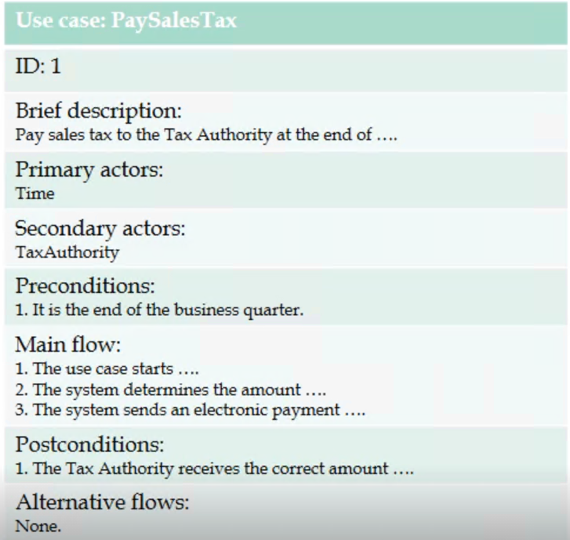 Use case: PaySalesTax
ID: 1
Brief description:
Pay sales tax to the Tax Authority at the end of ....
Primary actors:
Time
Secondary actors:
TaxAuthority
Preconditions:
1. It is the end of the business quarter.
Main flow:
1. The use case starts ....
2. The system determines the amount ....
3. The system sends an electronic payment ....
Postconditions:
1. The Tax Authority receives the correct amount ....
Alternative flows:
None.